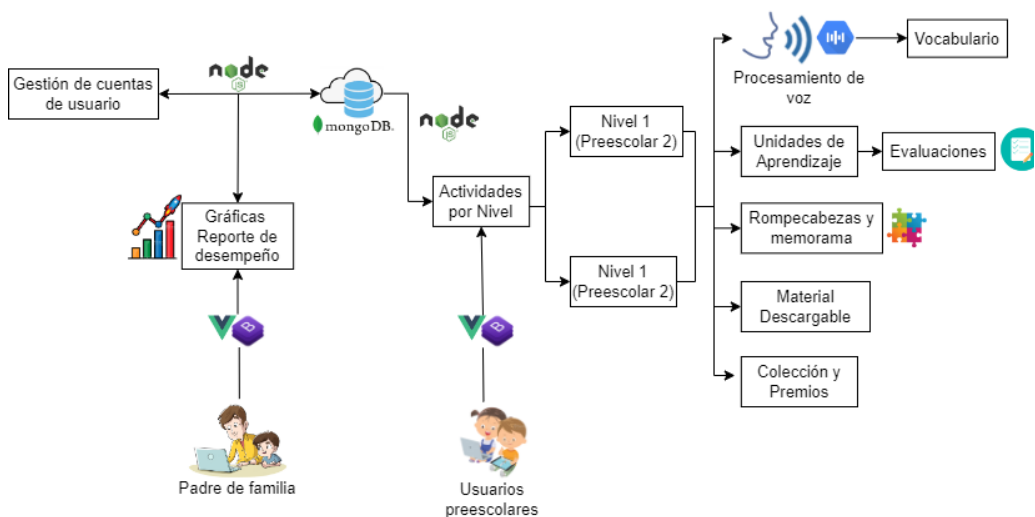 Gestión de cuentas
de usuario
node
JS
mongoDB.
node
JS
Gráficas
Reporte de
desempeño
B
Padre de familia
Actividades
por Nivel
B
Usuarios
preescolares
Nivel 1
(Preescolar 2)
Nivel 1
(Preescolar 2)
Procesamiento de
voz
Vocabulario
Unidades de
Aprendizaje
Evaluaciones
Rompecabezas y
memorama
Material
Descargable
Colección y
Premios